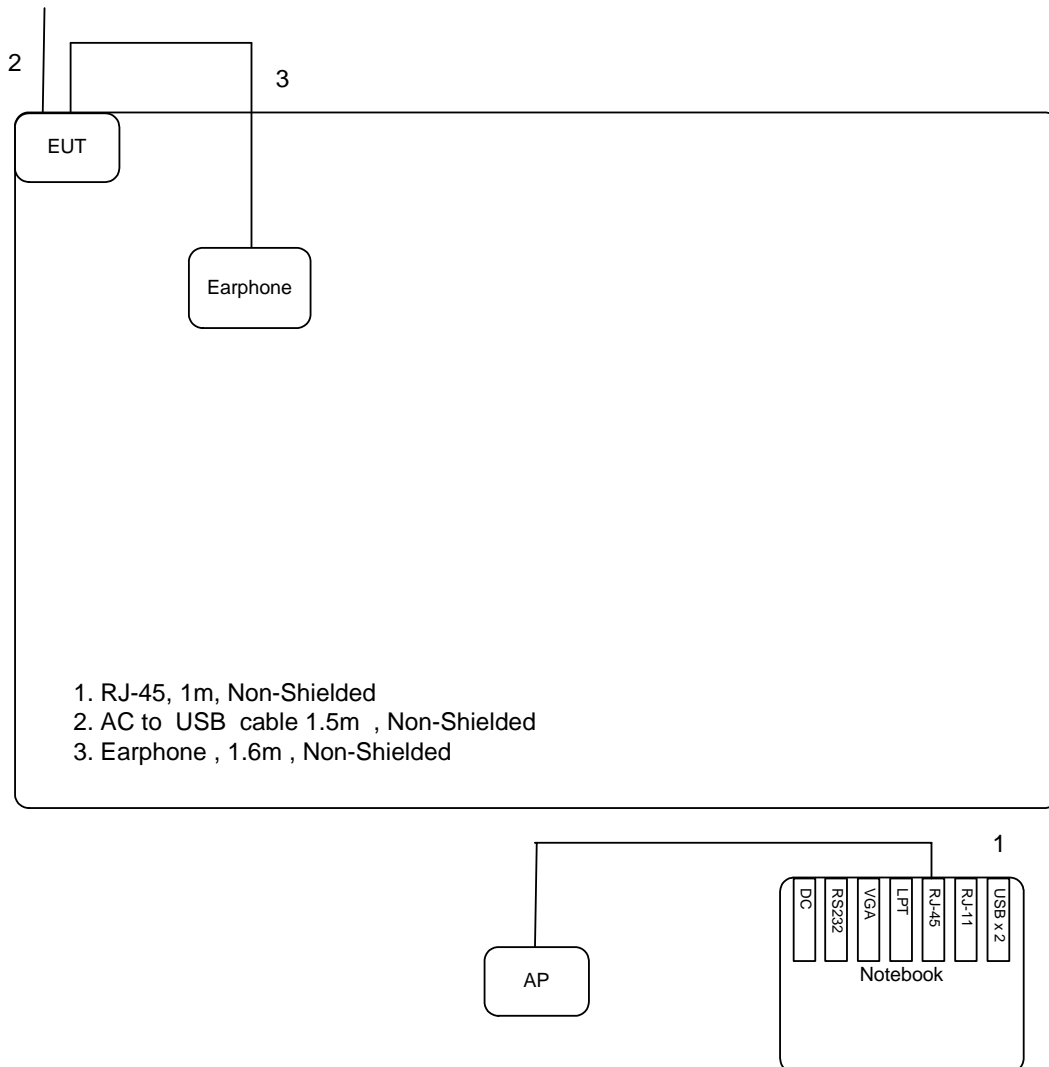 2
3
EUT
Earphone
1. RJ-45, 1m, Non-Shielded
2. AC to  USB  cable 1.5m  , Non-Shielded
3. Earphone , 1.6m , Non-Shielded
1
DC
RS232
VGA
LPT
RJ-45
RJ-11
USB x 2
Notebook
AP